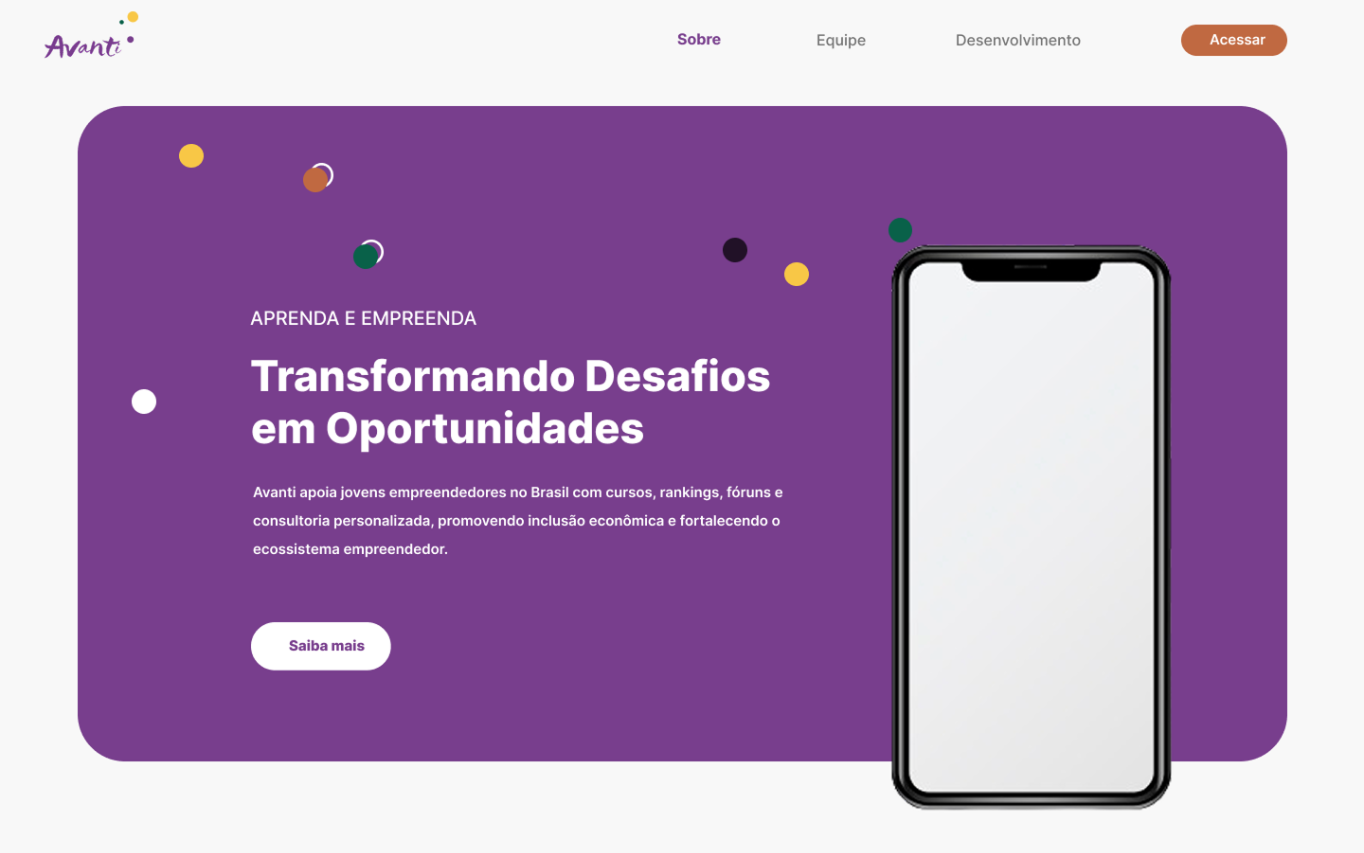 Avanti
Sobre
Equipe
Desenvolvimento
Acessar
APRENDA E EMPREENDA
Transformando Desafios
em Oportunidades
Avanti apoia jovens empreendedores no Brasil com cursos, rankings, fóruns e
consultoria personalizada, promovendo inclusão econômica e fortalecendo o
ecossistema empreendedor.
Saiba mais